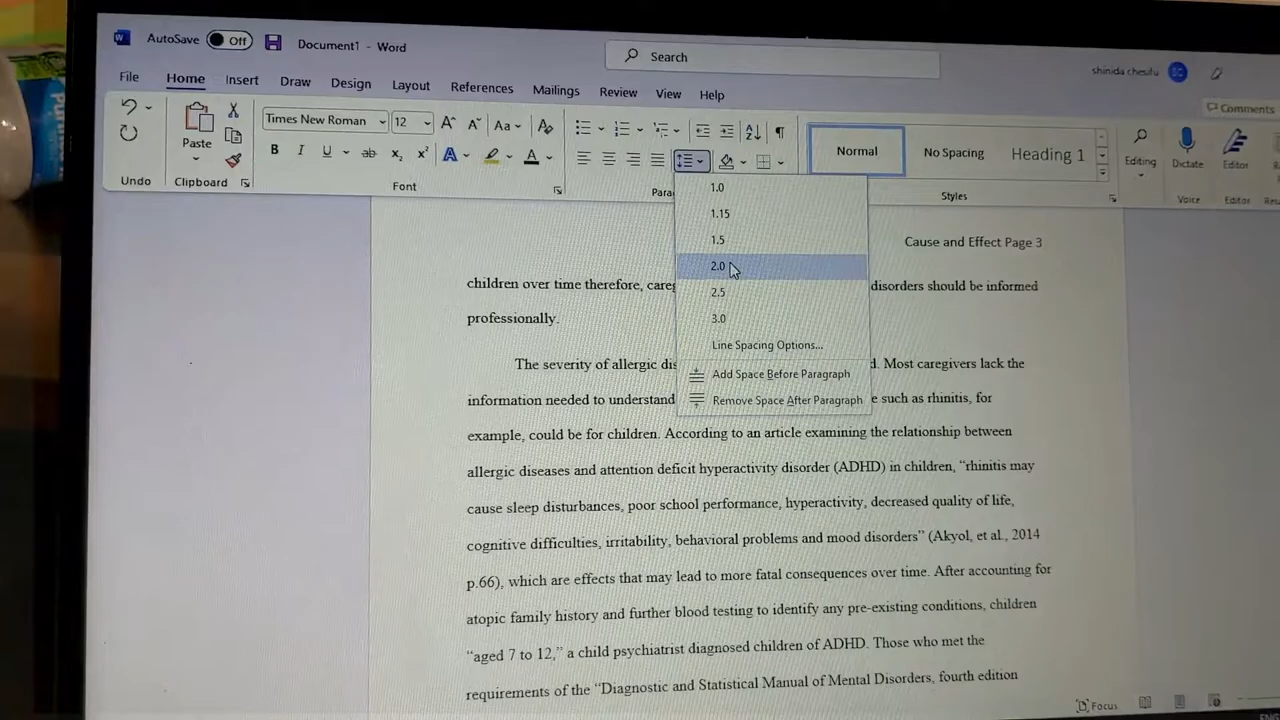 AutoSave Off Document1 - Word Search shinida chesifu SC
File Home Insert Draw Design Layout References Mailings Review View Help Comments
Times New Roman 12 Aa
Paste B I U ab x₂ x² A A Normal No Spacing Heading 1 Editing Dictate Editor
Undo Clipboard Font Styles Voice Editor
1.0
1.15
1.5
2.0
2.5
3.0
Line Spacing Options...
Add Space Before Paragraph
Remove Space After Paragraph
Cause and Effect Page 3
children over time therefore, disorders should be informed
professionally.
The severity of allergic Most caregivers lack the
information needed to understand such as rhinitis, for
example, could be for children. According to an article examining the relationship between
allergic diseases and attention deficit hyperactivity disorder (ADHD) in children, “rhinitis may
cause sleep disturbances, poor school performance, hyperactivity, decreased quality of life,
cognitive difficulties, irritability, behavioral problems and mood disorders” (Akyol, et al., 2014
p.66), which are effects that may lead to more fatal consequences over time. After accounting for
atopic family history and further blood testing to identify any pre-existing conditions, children
“aged 7 to 12,” a child psychiatrist diagnosed children of ADHD. Those who met the
requirements of the “Diagnostic and Statistical Manual of Mental Disorders, fourth edition
Focus